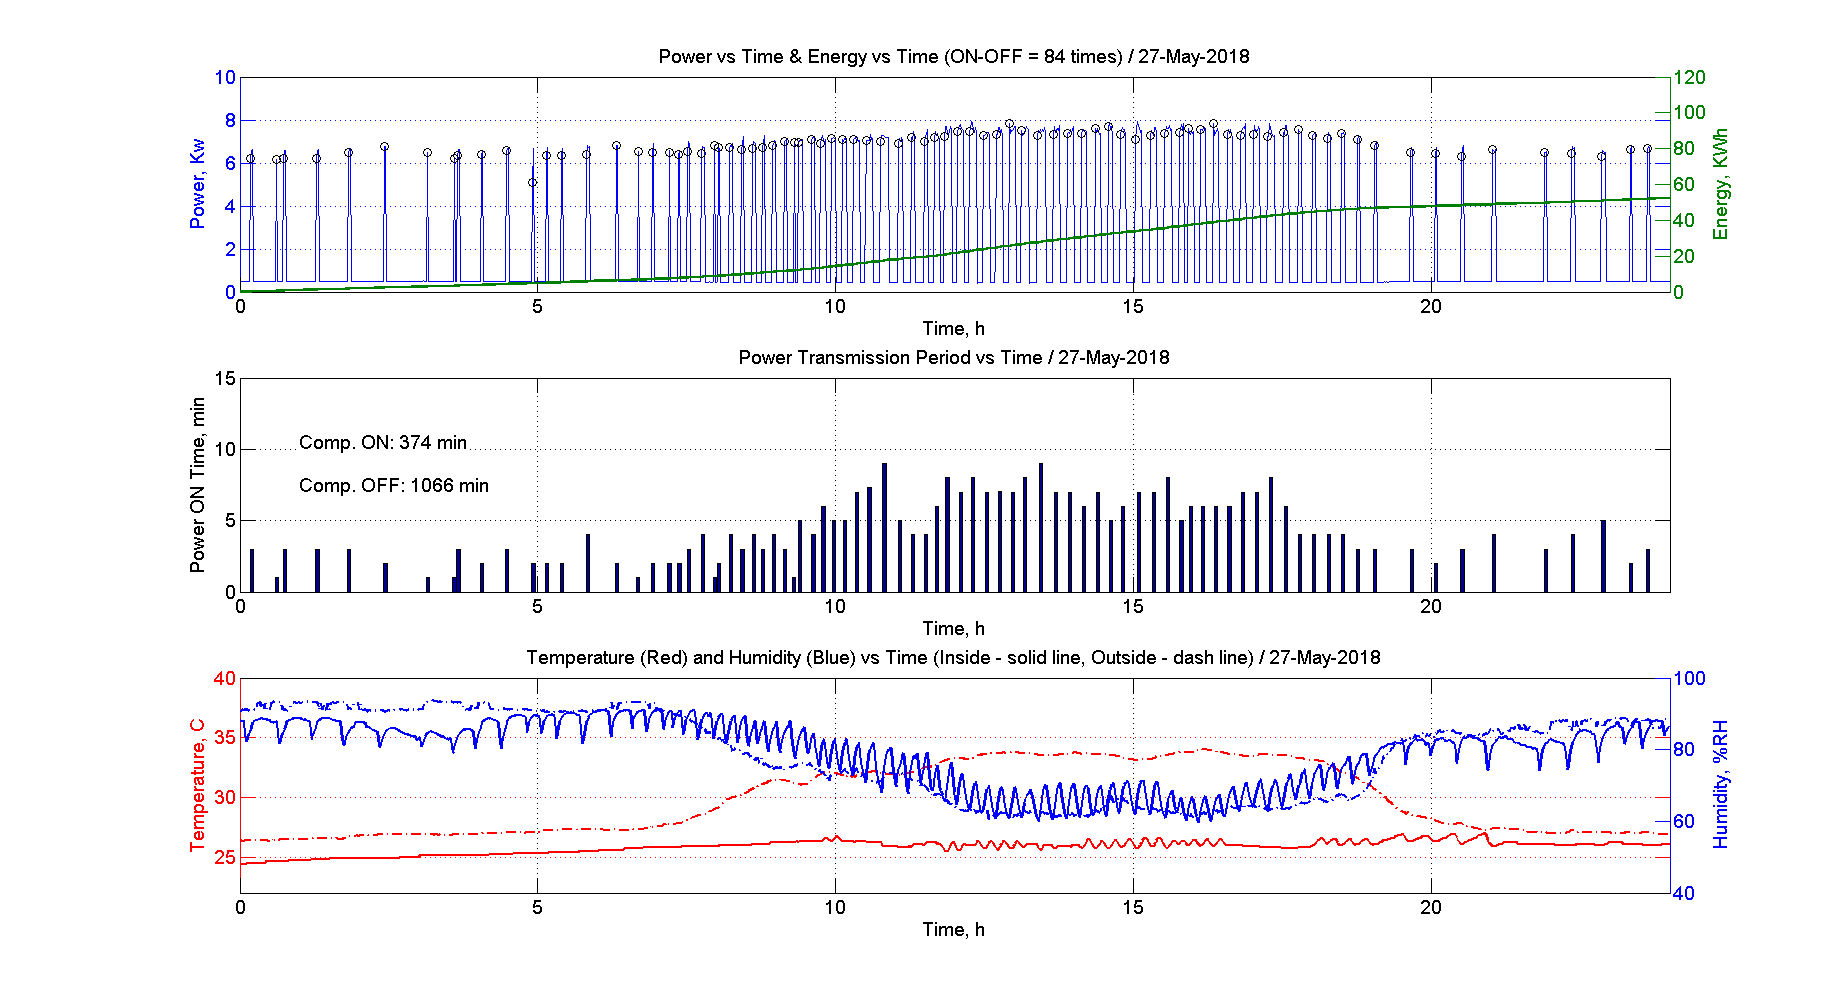 Power vs Time & Energy vs Time (ON-OFF = 84 times) / 27-May-2018
10
8
6
4
2
0
Power, Kw
120
100
80
60
40
20
0
Energy, KWh
0 5 10 15 20
Time, h
Power Transmission Period vs Time / 27-May-2018
15
10
5
0
Power ON Time, min
Comp. ON: 374 min
Comp. OFF: 1066 min
0 5 10 15 20
Time, h
Temperature (Red) and Humidity (Blue) vs Time (Inside - solid line, Outside - dash line) / 27-May-2018
40
35
30
25
Temperature, C
100
80
60
40
Humidity, %RH
0 5 10 15 20
Time, h